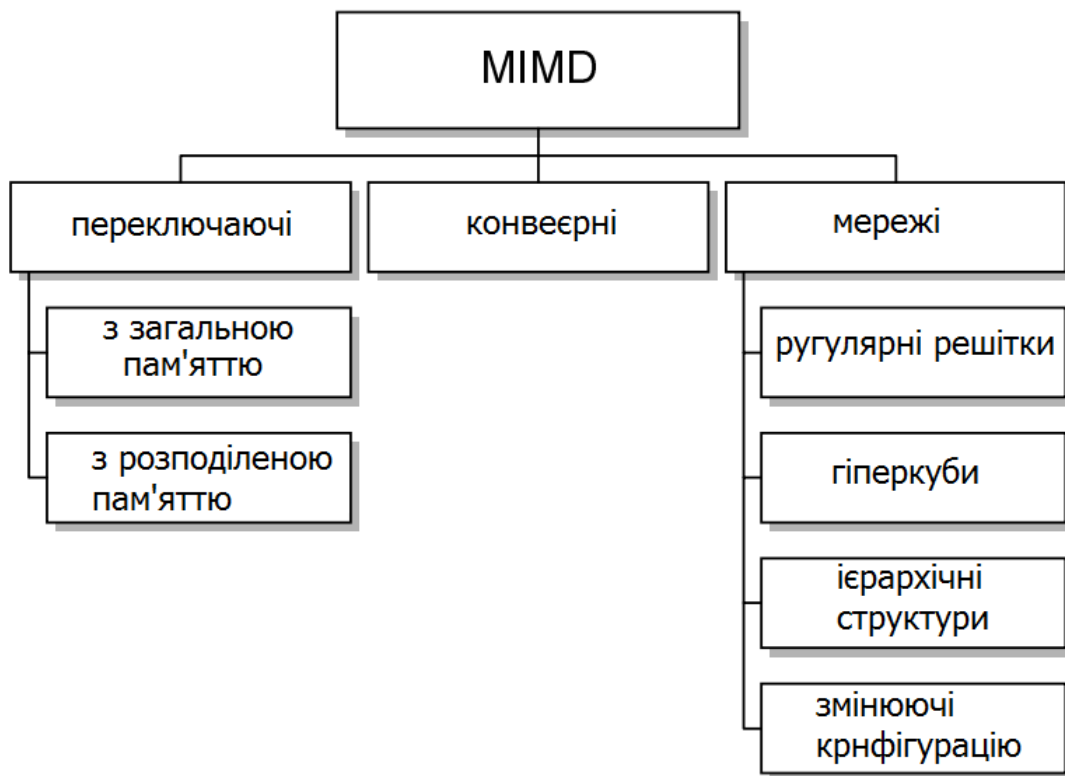 MIMD
переключаючі
конвеєрні
мережі
з загальною
пам'яттю
з розподіленою
пам'яттю
ругулярні решітки
гіперкуби
ієрархічні
структури
змінюючі
крнфігурацію